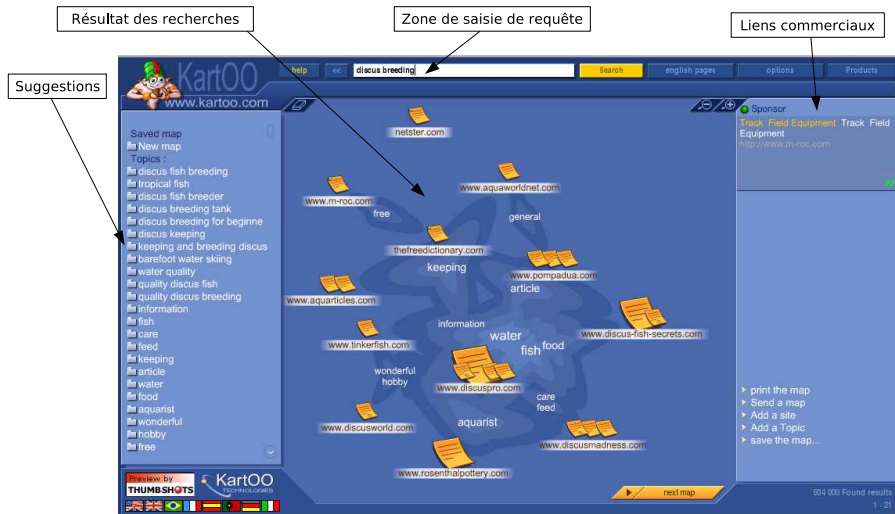 Résultat des recherches
Zone de saisie de requête
Liens commerciaux
Suggestions
KartOO
www.kartoo.com
help
<<
discus breeding
Search
english pages
options
Products
Saved map
0
New map
Topics :
discus fish breeding
tropical fish
discus fish breeder
discus breeding tank
discus breeding for beginne
discus keeping
keeping and breeding discus
barefoot water skiing
water quality
quality discus fish
quality discus breeding
information
fish
care
feed
keeping
article
water
food
aquarist
wonderful
hobby
free
netster.com
www.aquaworldnet.com
www.m-roc.com
free
general
thefreedictionary.com
keeping
www.pompadua.com
article
www.aquarticles.com
information
www.discus-fish-secrets.com
water
www.tinkerfish.com
fish
food
wonderful
hobby
www.discuspro.com
care
feed
www.discusworld.com
aquarist
www.discusmadness.com
www.rosenthalpottery.com
Sponsor
Track Field Equipment Track Field
Equipment
http://www.m-roc.com
>>
print the map
Send a map
Add a site
Add a Topic
save the map...
Preview by
THUMBSHOTS
KartOO
TECHNOLOGIES
next map
904 000 Found results
1 - 21